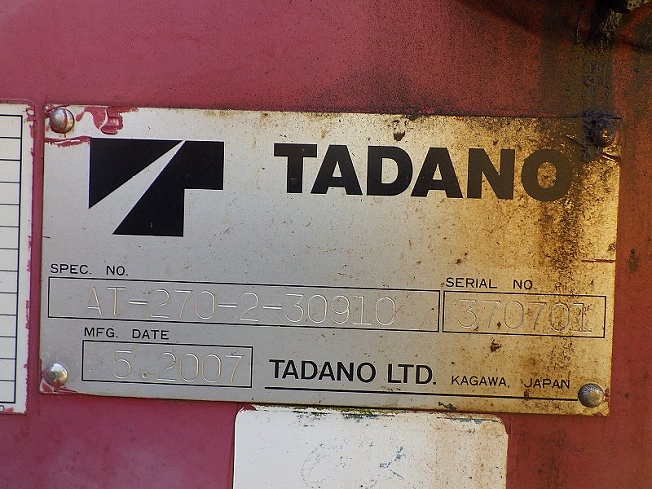 TADANO
SPEC. NO.
SERIAL NO
AT-270-2-30910
370701
MFG. DATE
5.2007
TADANO LTD. KAGAWA, JAPAN